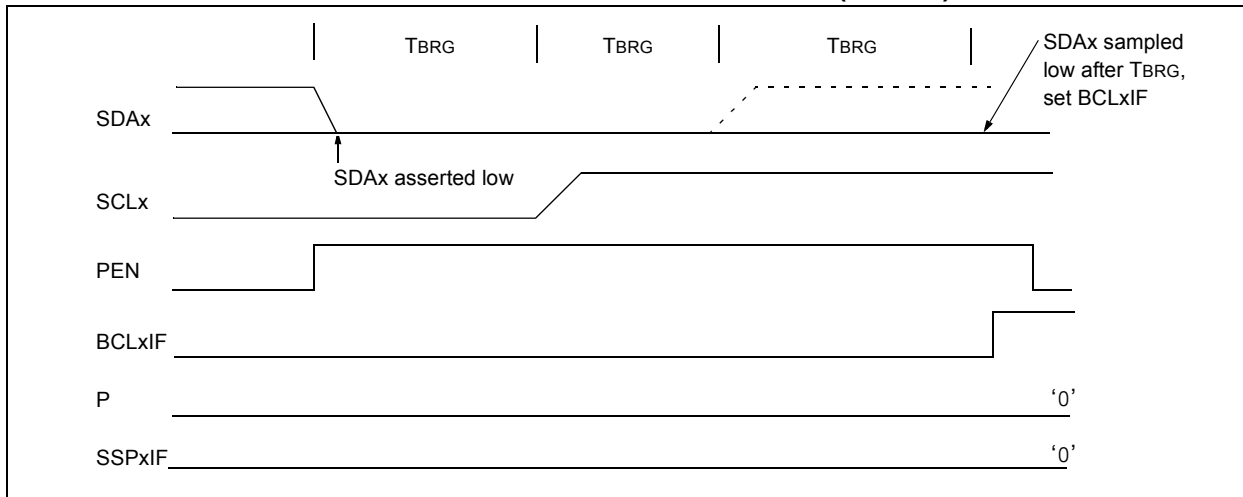 TBRG TBRG TBRG
SDAx sampled
low after TBRG,
set BCLxIF
SDAx
SDAx asserted low
SCLx
PEN
BCLxIF
P
‘0’
SSPxIF
‘0’